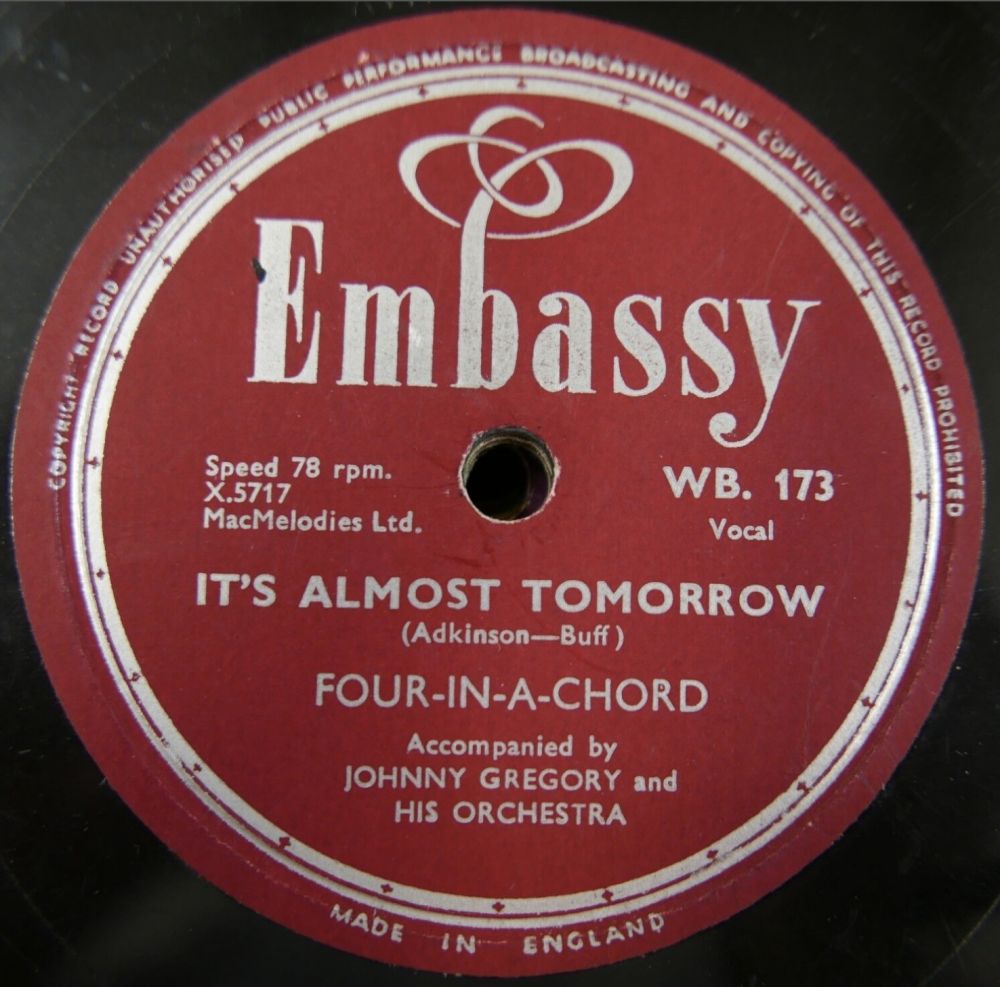 COPYRIGHT RECORD UNAUTHORISED PUBLIC PERFORMANCE BROADCASTING AND COPYING OF THIS RECORD PROHIBITED
Embassy
Speed 78 rpm.
X.5717
MacMelodies Ltd.
WB. 173
Vocal
IT'S ALMOST TOMORROW
(Adkinson—Buff)
FOUR-IN-A-CHORD
Accompanied by
JOHNNY GREGORY and
HIS ORCHESTRA
MADE IN ENGLAND